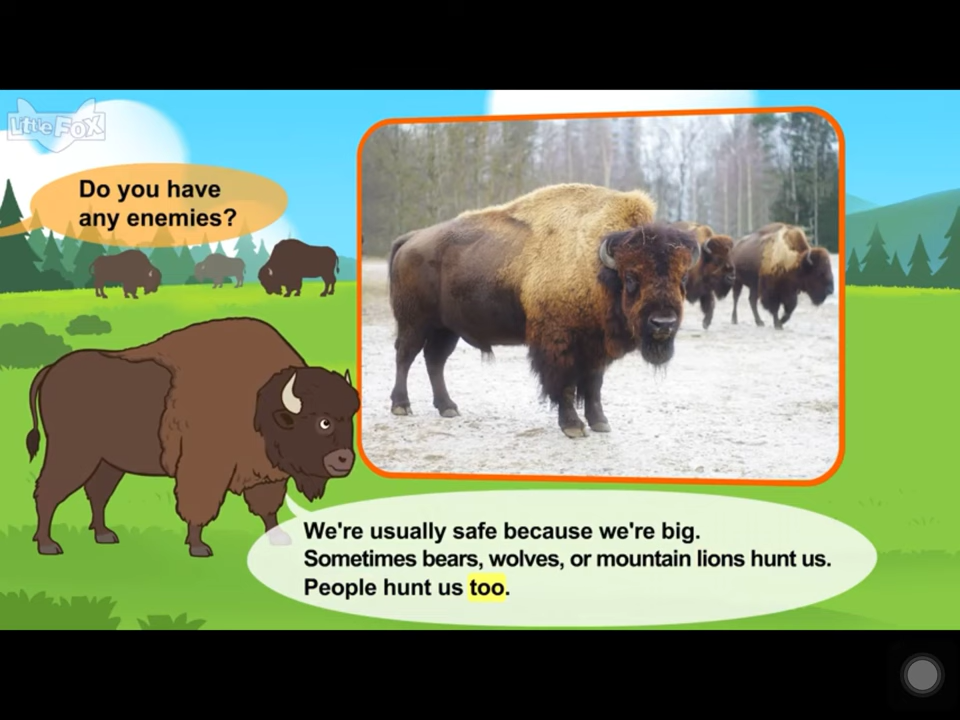 Little Fox
Do you have
any enemies?
We're usually safe because we're big.
Sometimes bears, wolves, or mountain lions hunt us.
People hunt us too.